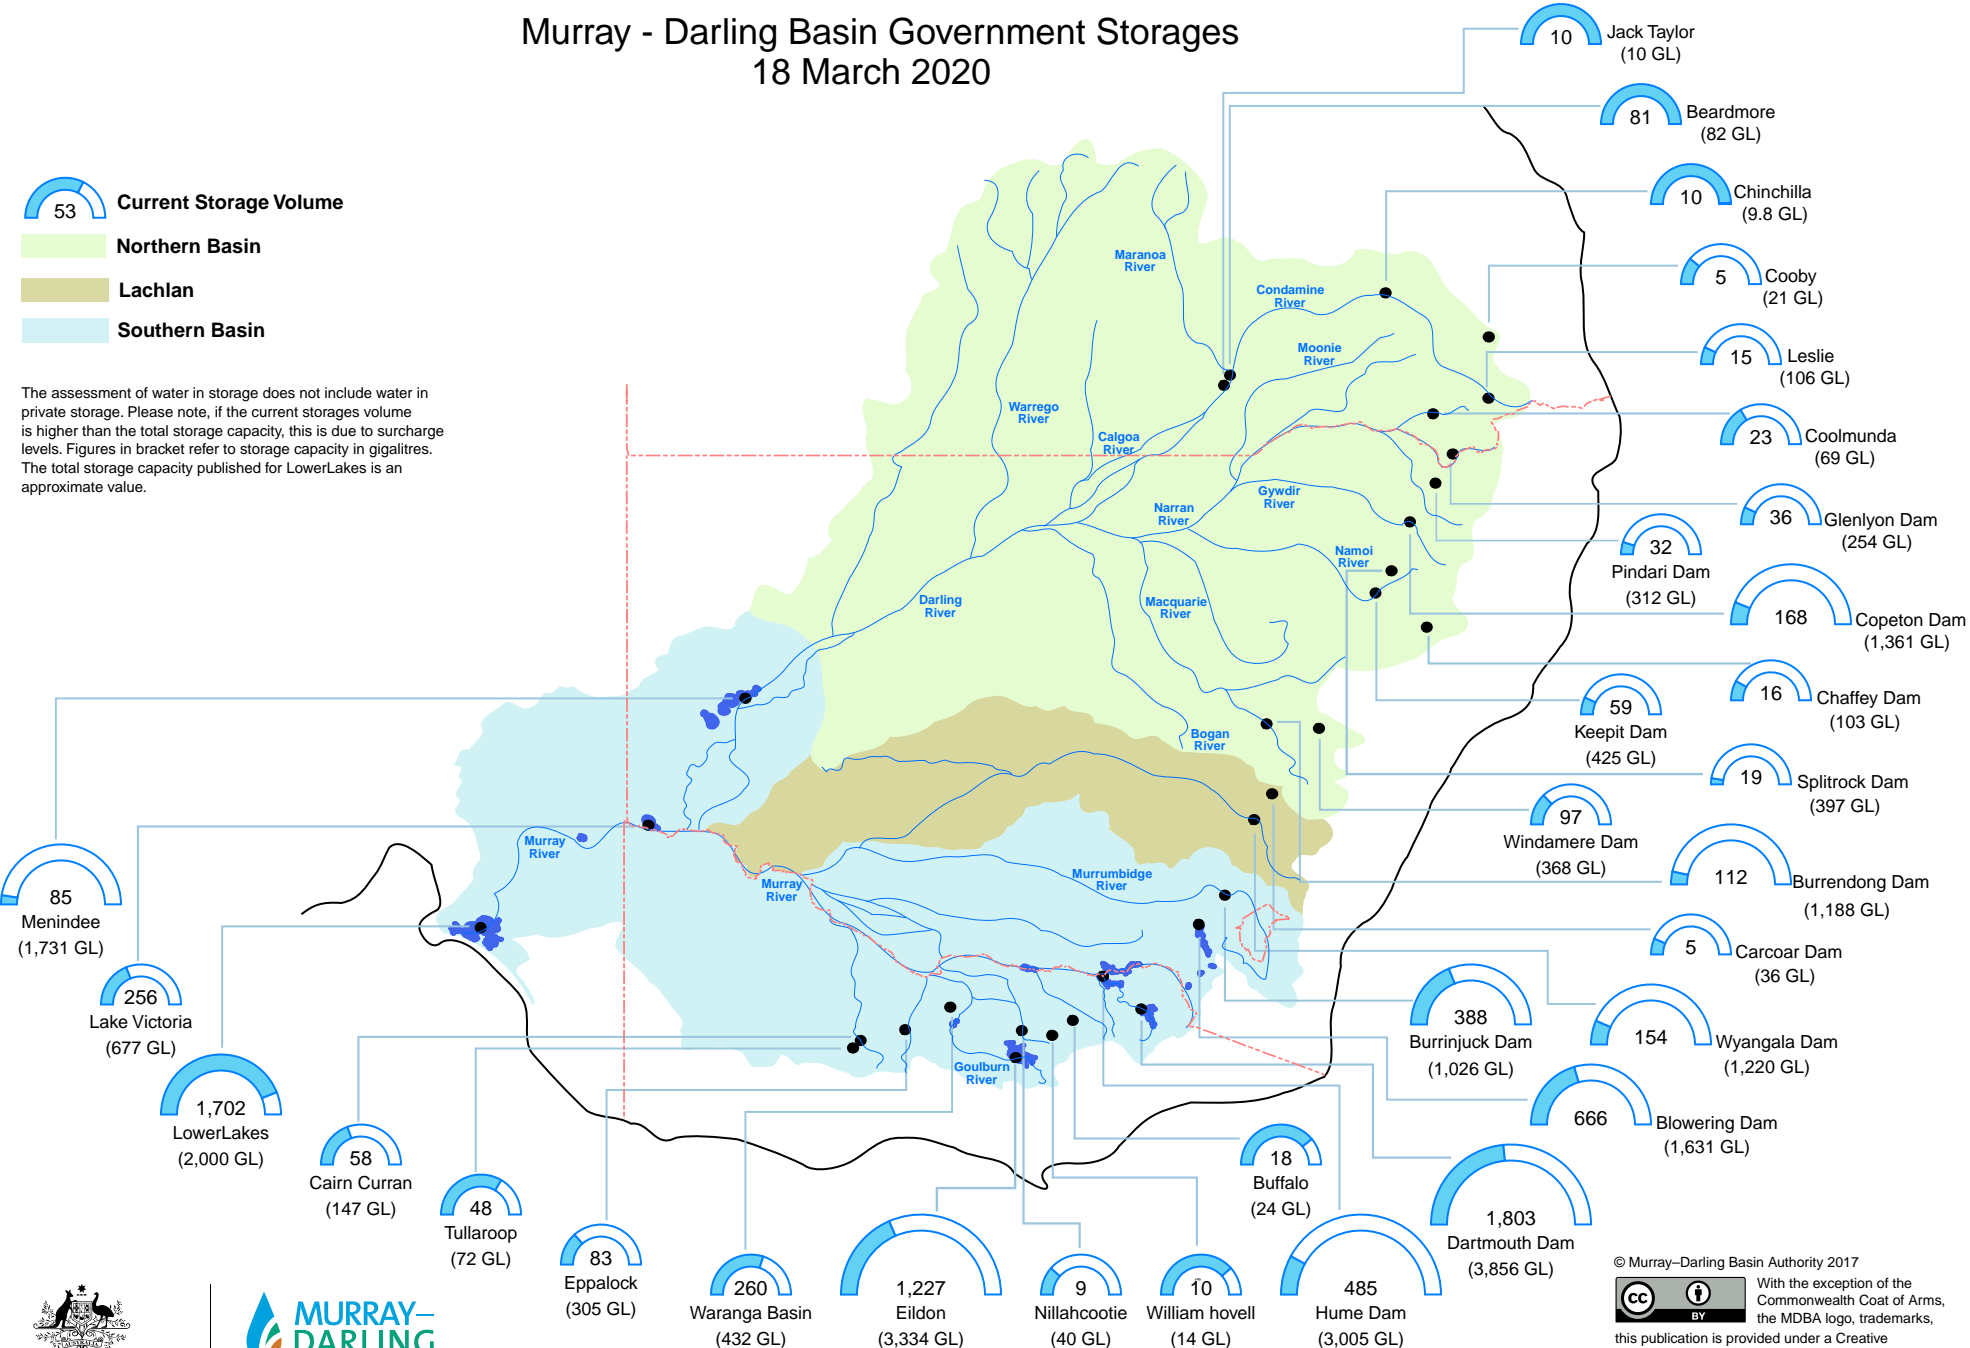 Murray - Darling Basin Government Storages
18 March 2020
53
Current Storage Volume
Northern Basin
Lachlan
Southern Basin
The assessment of water in storage does not include water in
private storage. Please note, if the current storages volume
is higher than the total storage capacity, this is due to surcharge
levels. Figures in bracket refer to storage capacity in gigalitres.
The total storage capacity published for LowerLakes is an
approximate value.
10
Jack Taylor
(10 GL)
81
Beardmore
(82 GL)
10
Chinchilla
(9.8 GL)
5
Cooby
(21 GL)
15
Leslie
(106 GL)
23
Coolmunda
(69 GL)
36
Glenlyon Dam
(254 GL)
32
Pindari Dam
(312 GL)
168
Copeton Dam
(1,361 GL)
16
Chaffey Dam
(103 GL)
59
Keepit Dam
(425 GL)
19
Splitrock Dam
(397 GL)
97
Windamere Dam
(368 GL)
112
Burrendong Dam
(1,188 GL)
5
Carcoar Dam
(36 GL)
388
Burrinjuck Dam
(1,026 GL)
154
Wyangala Dam
(1,220 GL)
666
Blowering Dam
(1,631 GL)
1,803
Dartmouth Dam
(3,856 GL)
Maranoa
River
Condamine
River
Moonie
River
Warrego
River
Calgoa
River
Gywdir
River
Narran
River
Namoi
River
Darling
River
Macquarie
River
Bogan
River
Murray
River
Murray
River
Murrumbidge
River
Goulburn
River
85
Menindee
(1,731 GL)
256
Lake Victoria
(677 GL)
1,702
LowerLakes
(2,000 GL)
58
Cairn Curran
(147 GL)
48
Tullaroop
(72 GL)
83
Eppalock
(305 GL)
260
Waranga Basin
(432 GL)
1,227
Eildon
(3,334 GL)
9
Nillahcootie
(40 GL)
10
William hovell
(14 GL)
18
Buffalo
(24 GL)
485
Hume Dam
(3,005 GL)
MURRAY–
DARLING
© Murray–Darling Basin Authority 2017
cc
BY
With the exception of the
Commonwealth Coat of Arms,
the MDBA logo, trademarks,
this publication is provided under a Creative